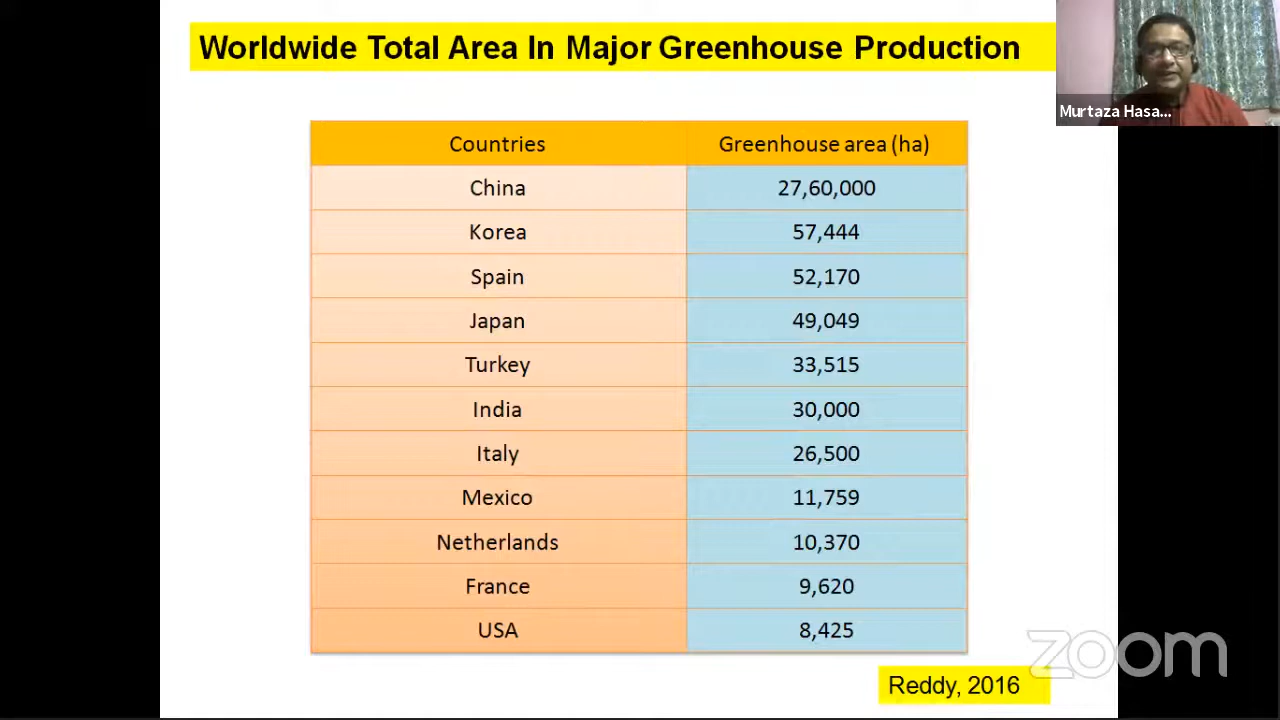 Worldwide Total Area In Major Greenhouse Production
Murtaza Hasa...
Countries Greenhouse area (ha)
China 27,60,000
Korea 57,444
Spain 52,170
Japan 49,049
Turkey 33,515
India 30,000
Italy 26,500
Mexico 11,759
Netherlands 10,370
France 9,620
USA 8,425
zoom
Reddy, 2016